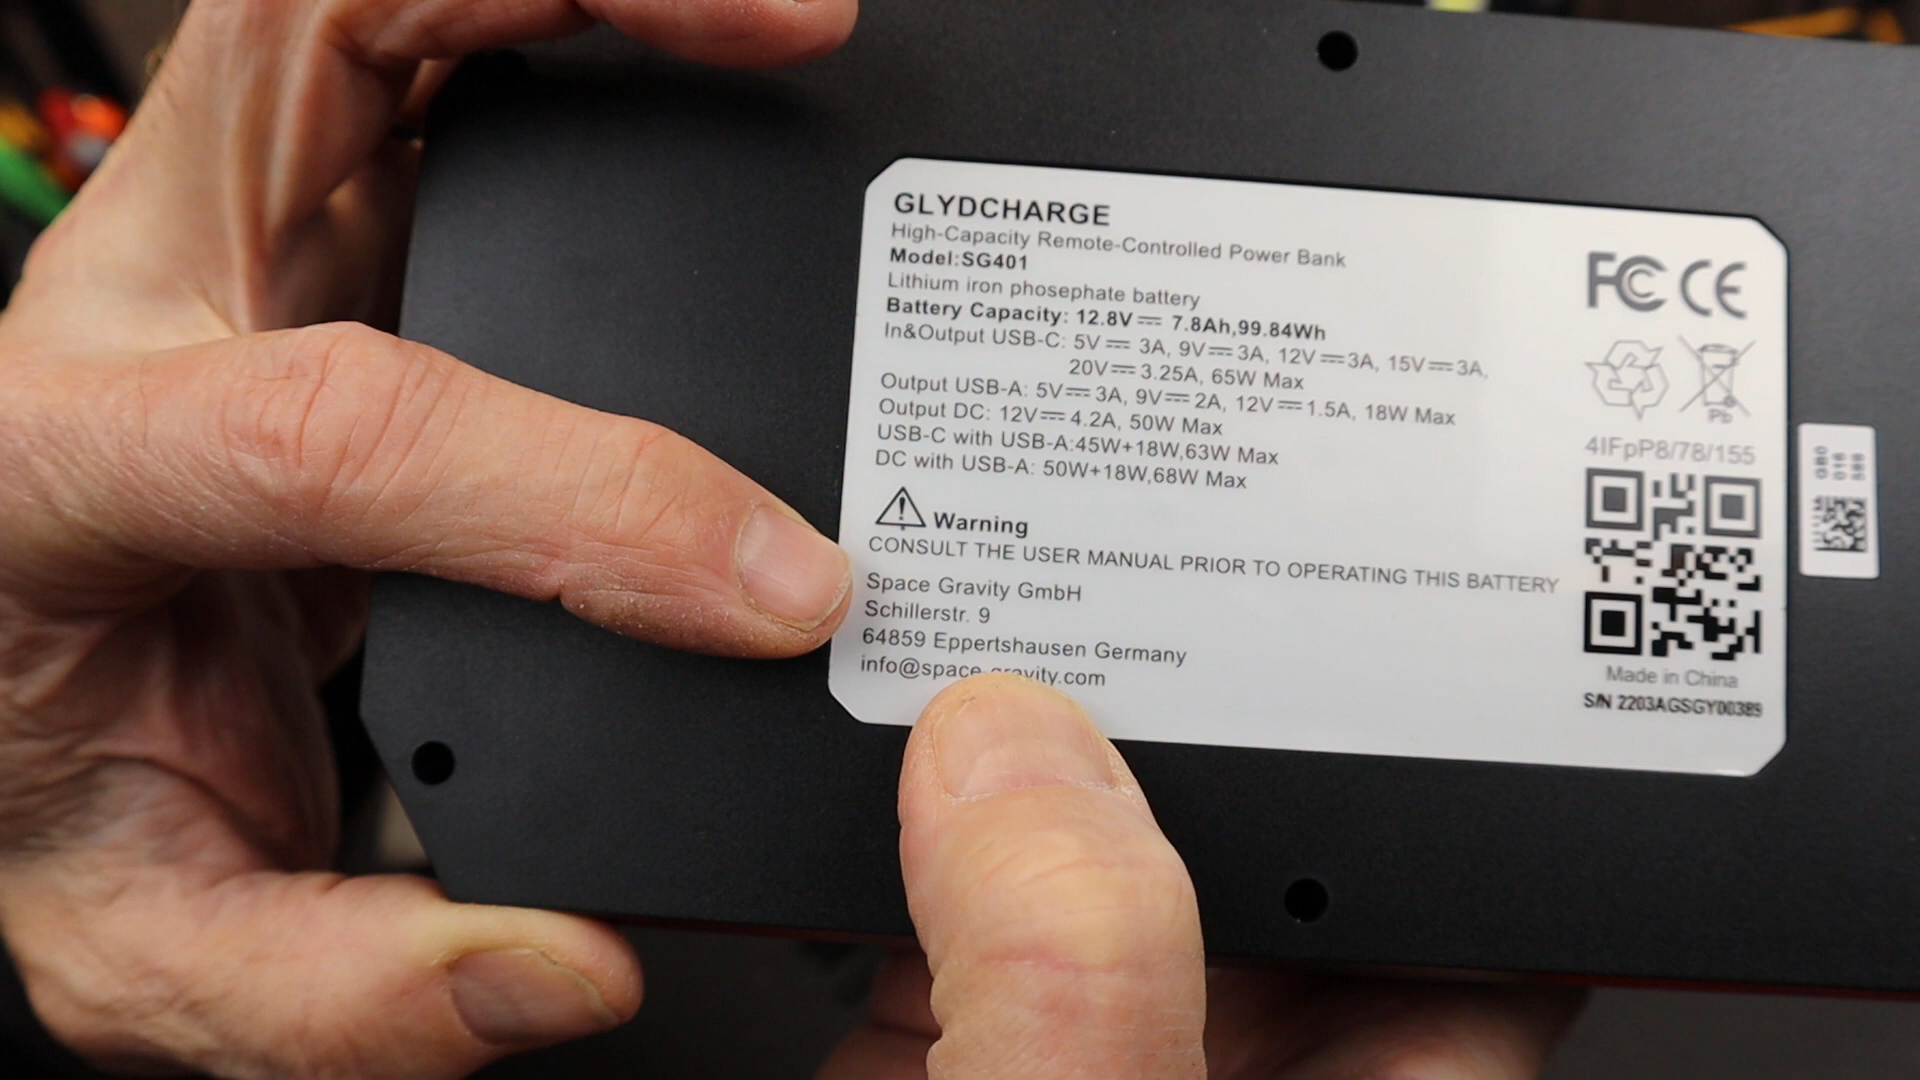 GLYDCHARGE
High-Capacity Remote-Controlled Power Bank
Model:SG401
Lithium iron phosephate battery
Battery Capacity: 12.8V⎓ 7.8Ah,99.84Wh
In&Output USB-C: 5V⎓ 3A, 9V⎓3A, 12V⎓3A, 15V⎓3A,
20V⎓3.25A, 65W Max
Output USB-A: 5V⎓3A, 9V⎓2A, 12V⎓1.5A, 18W Max
Output DC: 12V⎓4.2A, 50W Max
USB-C with USB-A:45W+18W,63W Max
DC with USB-A: 50W+18W,68W Max
Warning
CONSULT THE USER MANUAL PRIOR TO OPERATING THIS BATTERY
Space Gravity GmbH
Schillerstr. 9
64859 Eppertshausen Germany
info@space-gravity.com
FC CE
Pb
4IFpP8/78/155
Made in China
S/N 2203AGSGY00389